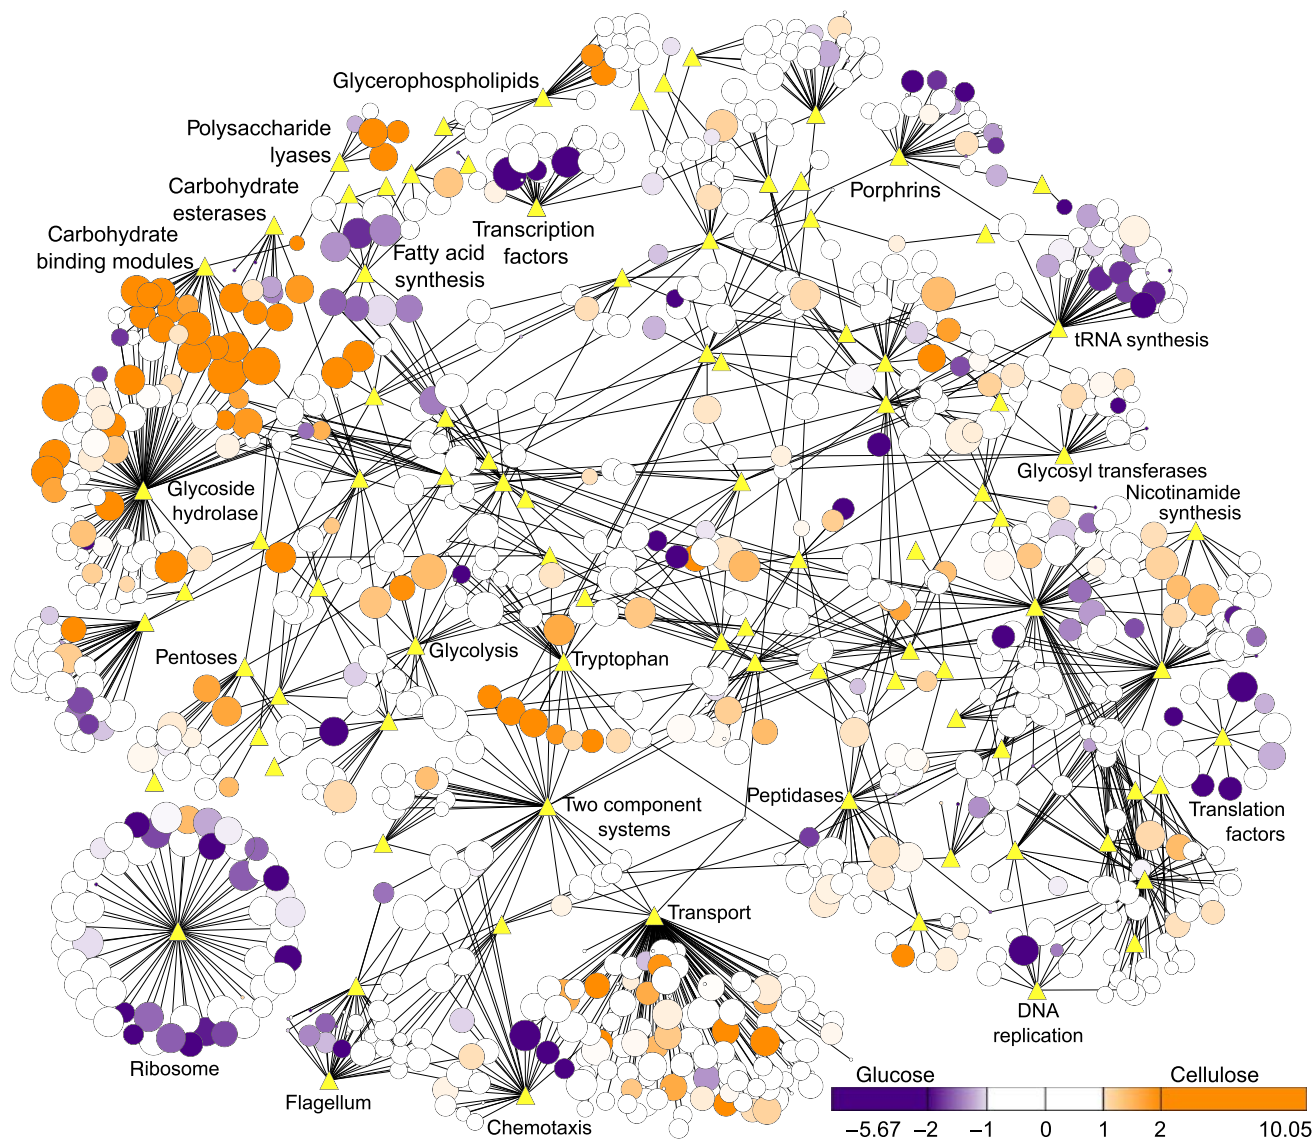 Glycerophospholipids
Polysaccharide
lyases
Carbohydrate
esterases
Carbohydrate
binding modules
Fatty acid
synthesis
Transcription
factors
Porphrins
tRNA synthesis
Glycosyl transferases
Nicotinamide
synthesis
Glycoside
hydrolase
Pentoses
Glycolysis
Tryptophan
Two component
systems
Peptidases
Translation
factors
Transport
DNA
replication
Ribosome
Flagellum
Chemotaxis
Glucose
Cellulose
−5.67 −2 −1 0 1 2 10.05